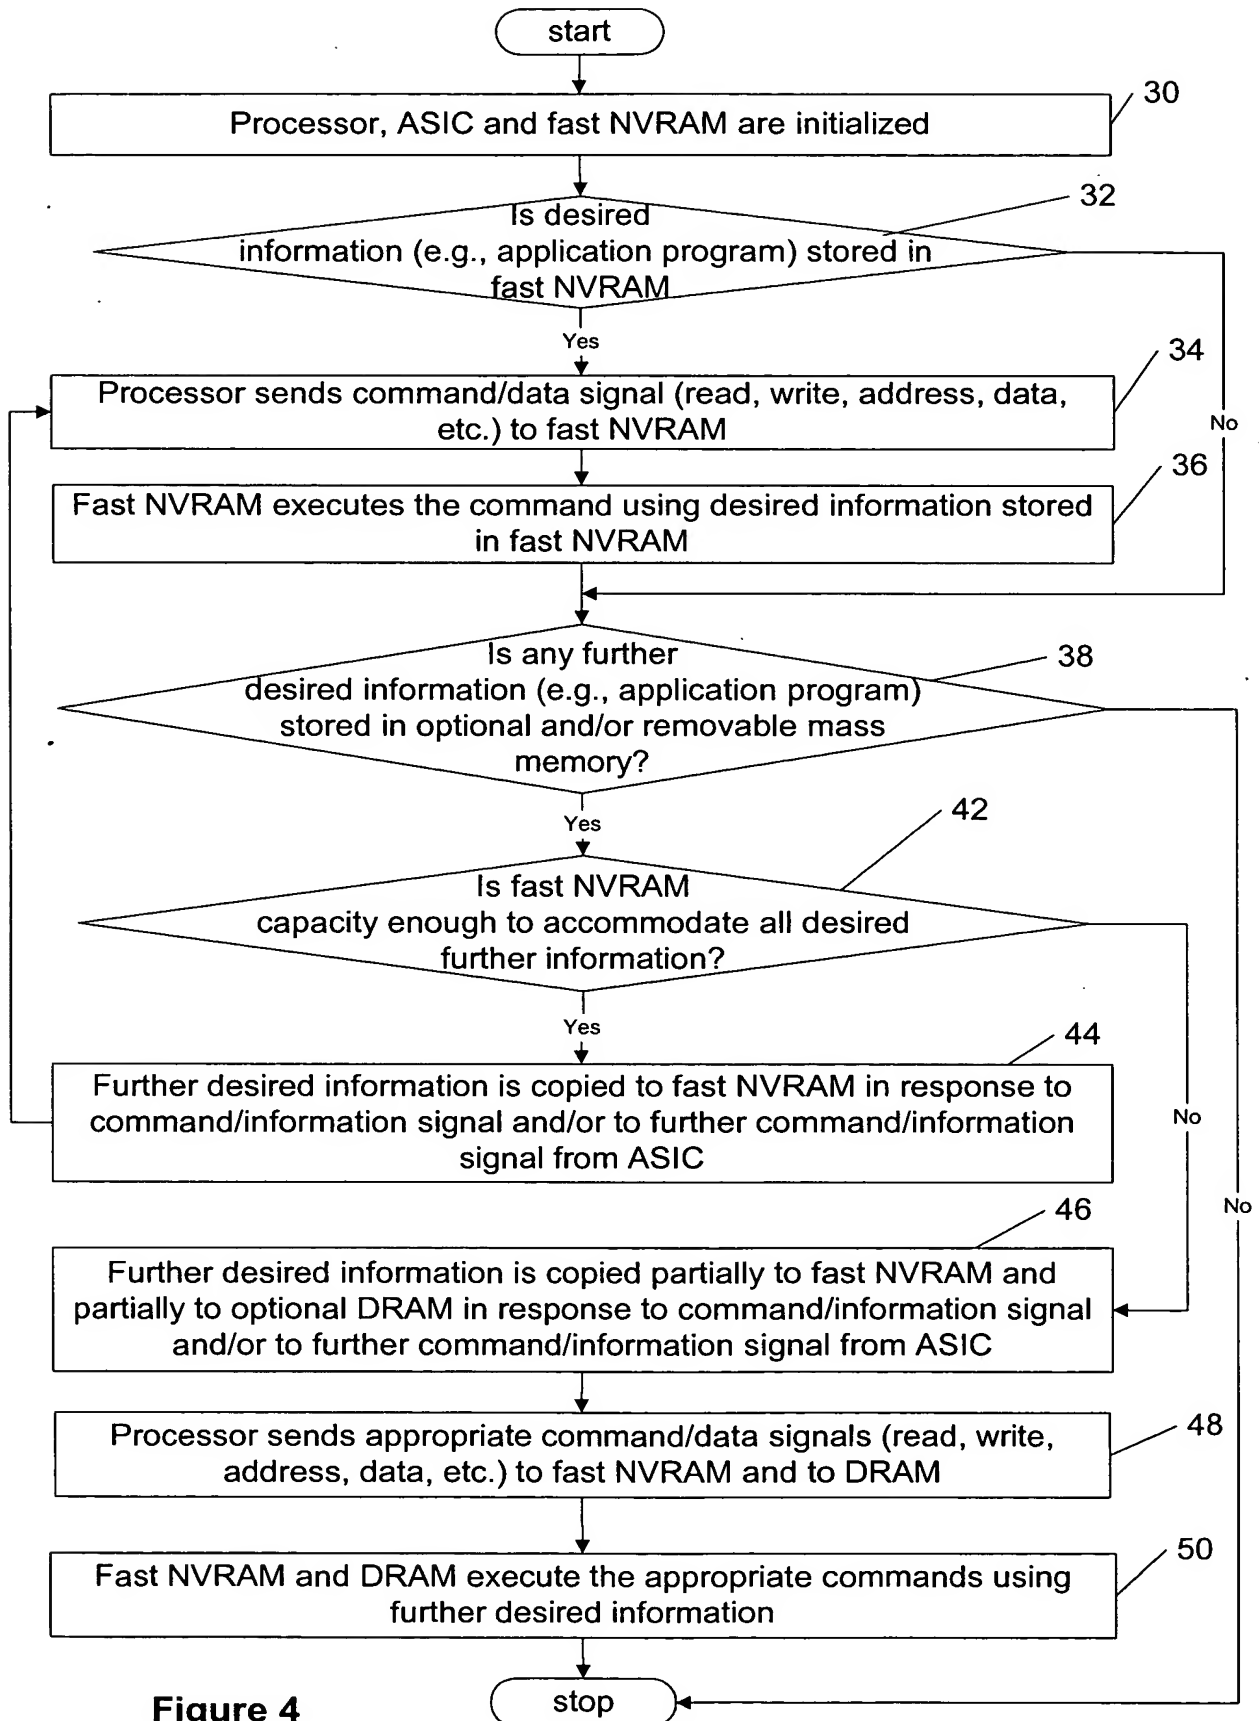 start
30
Processor, ASIC and fast NVRAM are initialized
32
Is desired
information (e.g., application program) stored in
fast NVRAM
Yes
34
Processor sends command/data signal (read, write, address, data,
etc.) to fast NVRAM
No
36
Fast NVRAM executes the command using desired information stored
in fast NVRAM
Is any further
38
desired information (e.g., application program)
stored in optional and/or removable mass
memory?
Yes
42
Is fast NVRAM
capacity enough to accommodate all desired
further information?
Yes
44
Further desired information is copied to fast NVRAM in response to
command/information signal and/or to further command/information
signal from ASIC
No
No
46
Further desired information is copied partially to fast NVRAM and
partially to optional DRAM in response to command/information signal
and/or to further command/information signal from ASIC
48
Processor sends appropriate command/data signals (read, write,
address, data, etc.) to fast NVRAM and to DRAM
50
Fast NVRAM and DRAM execute the appropriate commands using
further desired information
stop
Figure 4